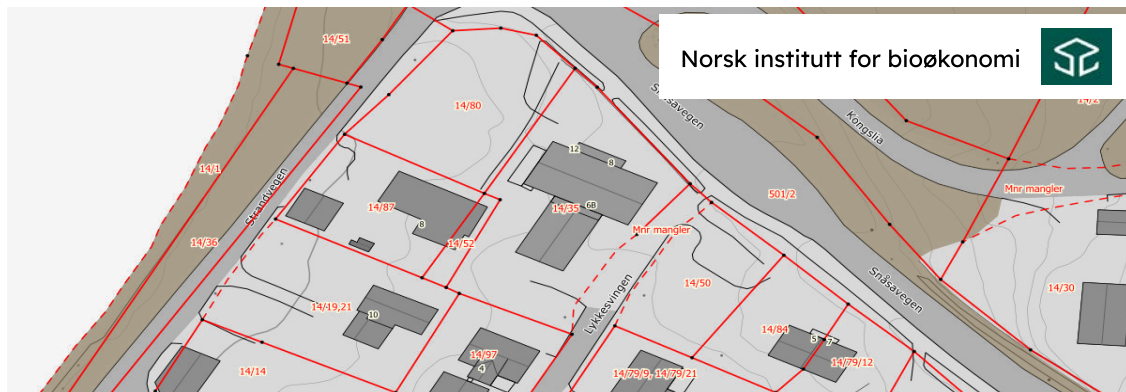 14/51
Norsk institutt for bioøkonomi
14/80
Snåsavegen
14/2
Kongslia
12
8
14/1
Strandvegen
Mnr mangler
501/2
14/87
14/35
6B
8
14/52
Mnr mangler
14/36
Snåsavegen
14/50
14/30
Lykkesvingen
14/19,21
10
14/84
5
7
14/97
4
14/14
14/79/9, 14/79/21
14/79/12